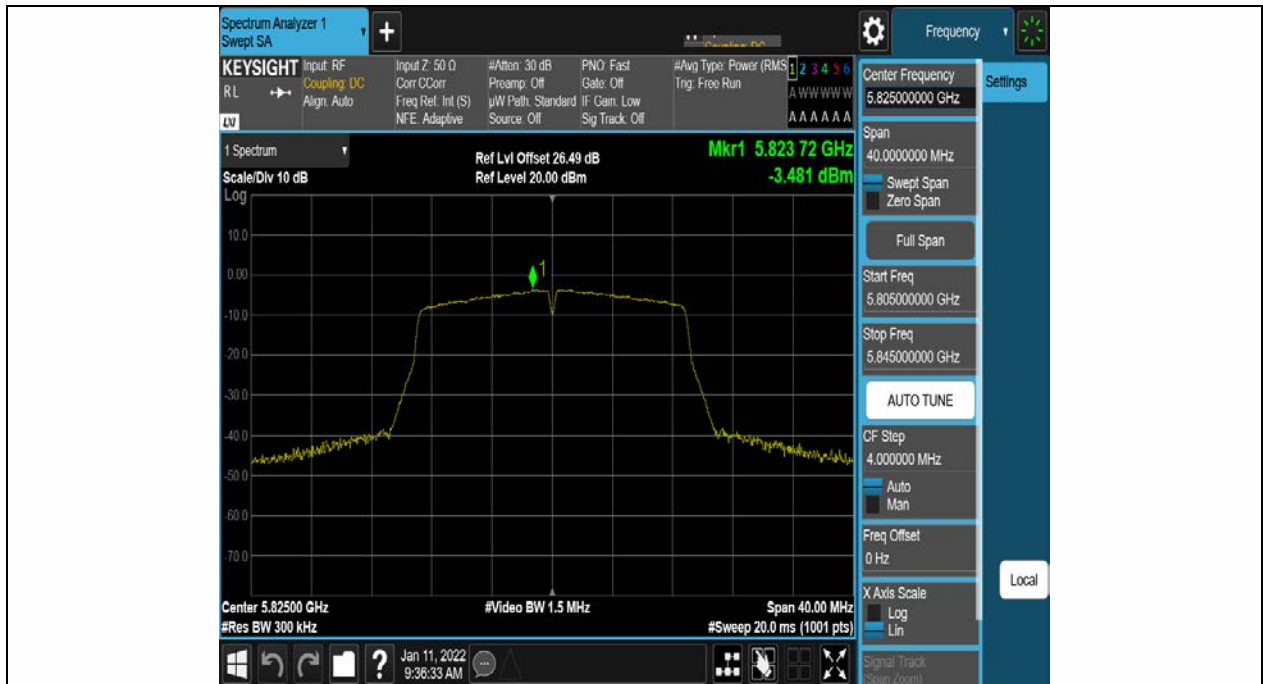 Spectrum Analyzer 1
Swept SA
+
Frequency
KEYSIGHT
RL
LXI
Input: RF
Coupling: DC
Align: Auto
Input Z: 50 Ω
Corr CCorr
Freq Ref: Int (S)
NFE: Adaptive
#Atten: 30 dB
Preamp: Off
µW Path: Standard
Source: Off
PNO: Fast
Gate: Off
IF Gain: Low
Sig Track: Off
#Avg Type: Power (RMS
Trig: Free Run
1 2 3 4 5 6
A W W W W W
A A A A A A
1 Spectrum
Scale/Div 10 dB
Log
Ref Lvl Offset 26.49 dB
Ref Level 20.00 dBm
Mkr1 5.823 72 GHz
-3.481 dBm
10.0
0.00
-10.0
-20.0
-30.0
-40.0
-50.0
-60.0
-70.0
1
Center 5.82500 GHz
#Res BW 300 kHz
#Video BW 1.5 MHz
Span 40.00 MHz
#Sweep 20.0 ms (1001 pts)
Center Frequency
5.825000000 GHz
Settings
Span
40.0000000 MHz
Swept Span
Zero Span
Full Span
Start Freq
5.805000000 GHz
Stop Freq
5.845000000 GHz
AUTO TUNE
CF Step
4.000000 MHz
Auto
Man
Freq Offset
0 Hz
X Axis Scale
Log
Lin
Local
Signal Track
(Span Zoom)
?
Jan 11, 2022
9:36:33 AM